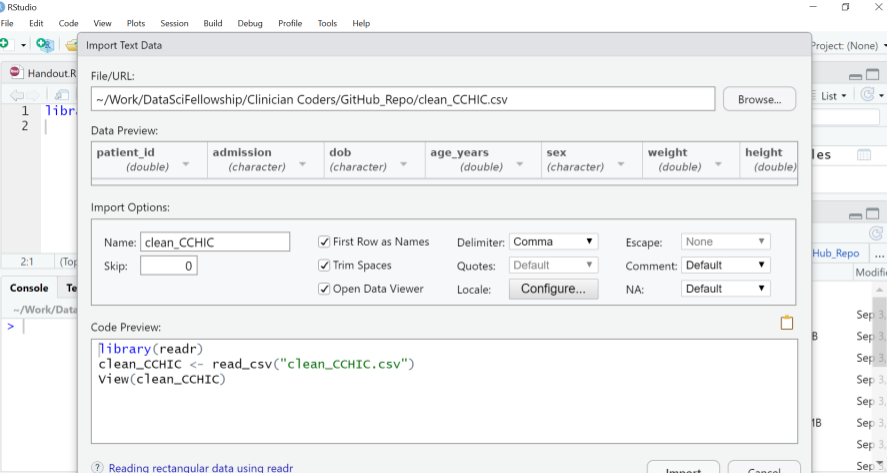 RStudio
File Edit Code View Plots Session Build Debug Profile Tools Help
Project: (None)
Import Text Data
Handout.R
List
1 libra
2
File/URL:
~/Work/DataSciFellowship/Clinician Coders/GitHub_Repo/clean_CCHIC.csv Browse...
Data Preview:
patient_id admission dob age_years sex weight height
(double) (character) (character) (double) (character) (double) (double)
les
Import Options:
Name: clean_CCHIC First Row as Names Delimiter: Comma Escape: None
Skip: 0 Trim Spaces Quotes: Default Comment: Default
Open Data Viewer Locale: Configure... NA: Default
2:1 (Top
Hub_Repo ...
Modifi
Console Te
~/Work/Data
>
Code Preview:
library(readr)
clean_CCHIC <- read_csv("clean_CCHIC.csv")
View(clean_CCHIC)
Sep 3,
B Sep 3,
Sep 3,
Sep 3,
Sep 3,
MB Sep 3,
Sep 3,
Sep 3,
? Reading rectangular data using readr
Import Cancel